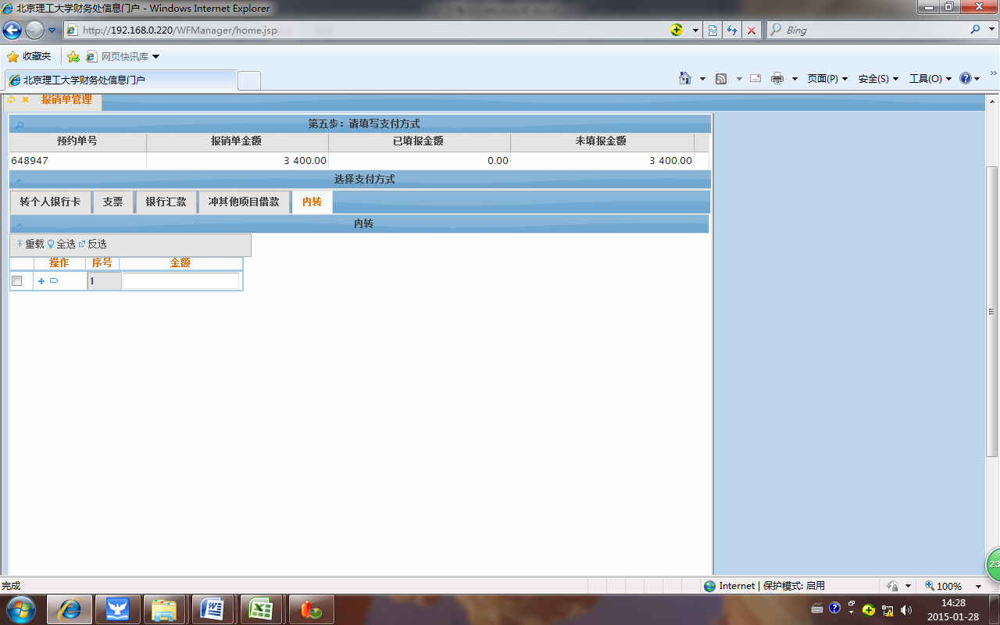 北京理工大学财务处信息门户 - Windows Internet Explorer
http://192.168.0.220/WFManager/home.jsp
Bing
收藏夹
网页快讯库
北京理工大学财务处信息门户
页面(P)
安全(S)
工具(O)
报销单管理
第五步：请填写支付方式
预约单号 报销单金额 已填报金额 未填报金额
648947 3 400.00 0.00 3 400.00
选择支付方式
转个人银行卡 支票 银行汇款 冲其他项目借款 内转
内转
重载 全选 反选
操作 序号 金额
1
23
完成
Internet | 保护模式: 启用
100%
14:28
2015-01-28